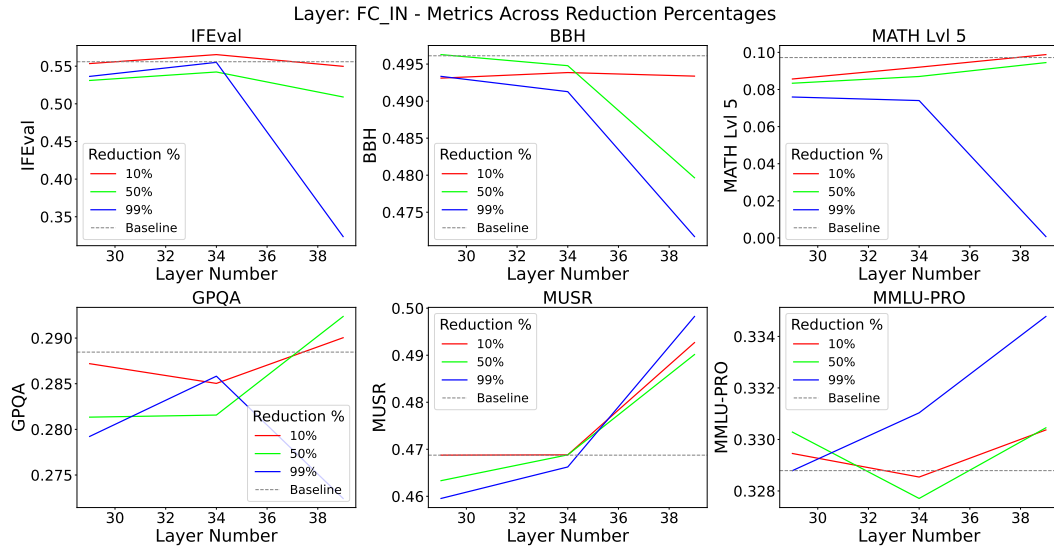 Layer: FC_IN - Metrics Across Reduction Percentages
IFEval
0.55
0.50
0.45
0.40
0.35
IFEval
Reduction %
10%
50%
99%
Baseline
30
32
34
36
38
Layer Number
BBH
0.495
0.490
0.485
0.480
0.475
BBH
Reduction %
10%
50%
99%
Baseline
30
32
34
36
38
Layer Number
MATH Lvl 5
0.10
0.08
0.06
0.04
0.02
0.00
MATH Lvl 5
Reduction %
10%
50%
99%
Baseline
30
32
34
36
38
Layer Number
GPQA
0.290
0.285
0.280
0.275
GPQA
Reduction %
10%
50%
99%
Baseline
30
32
34
36
38
Layer Number
MUSR
0.50
0.49
0.48
0.47
0.46
MUSR
Reduction %
10%
50%
99%
Baseline
30
32
34
36
38
Layer Number
MMLU-PRO
0.334
0.332
0.330
0.328
MMLU-PRO
Reduction %
10%
50%
99%
Baseline
30
32
34
36
38
Layer Number